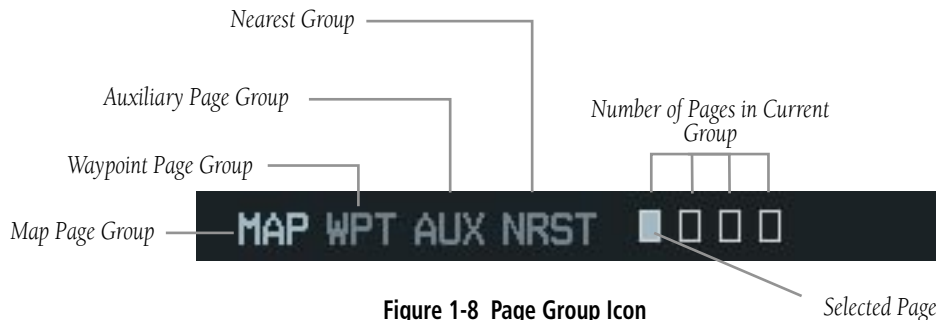 Nearest Group
Auxiliary Page Group
Number of Pages in Current
Group
Waypoint Page Group
Map Page Group
MAP WPT AUX NRST
Selected Page
Figure 1-8 Page Group Icon